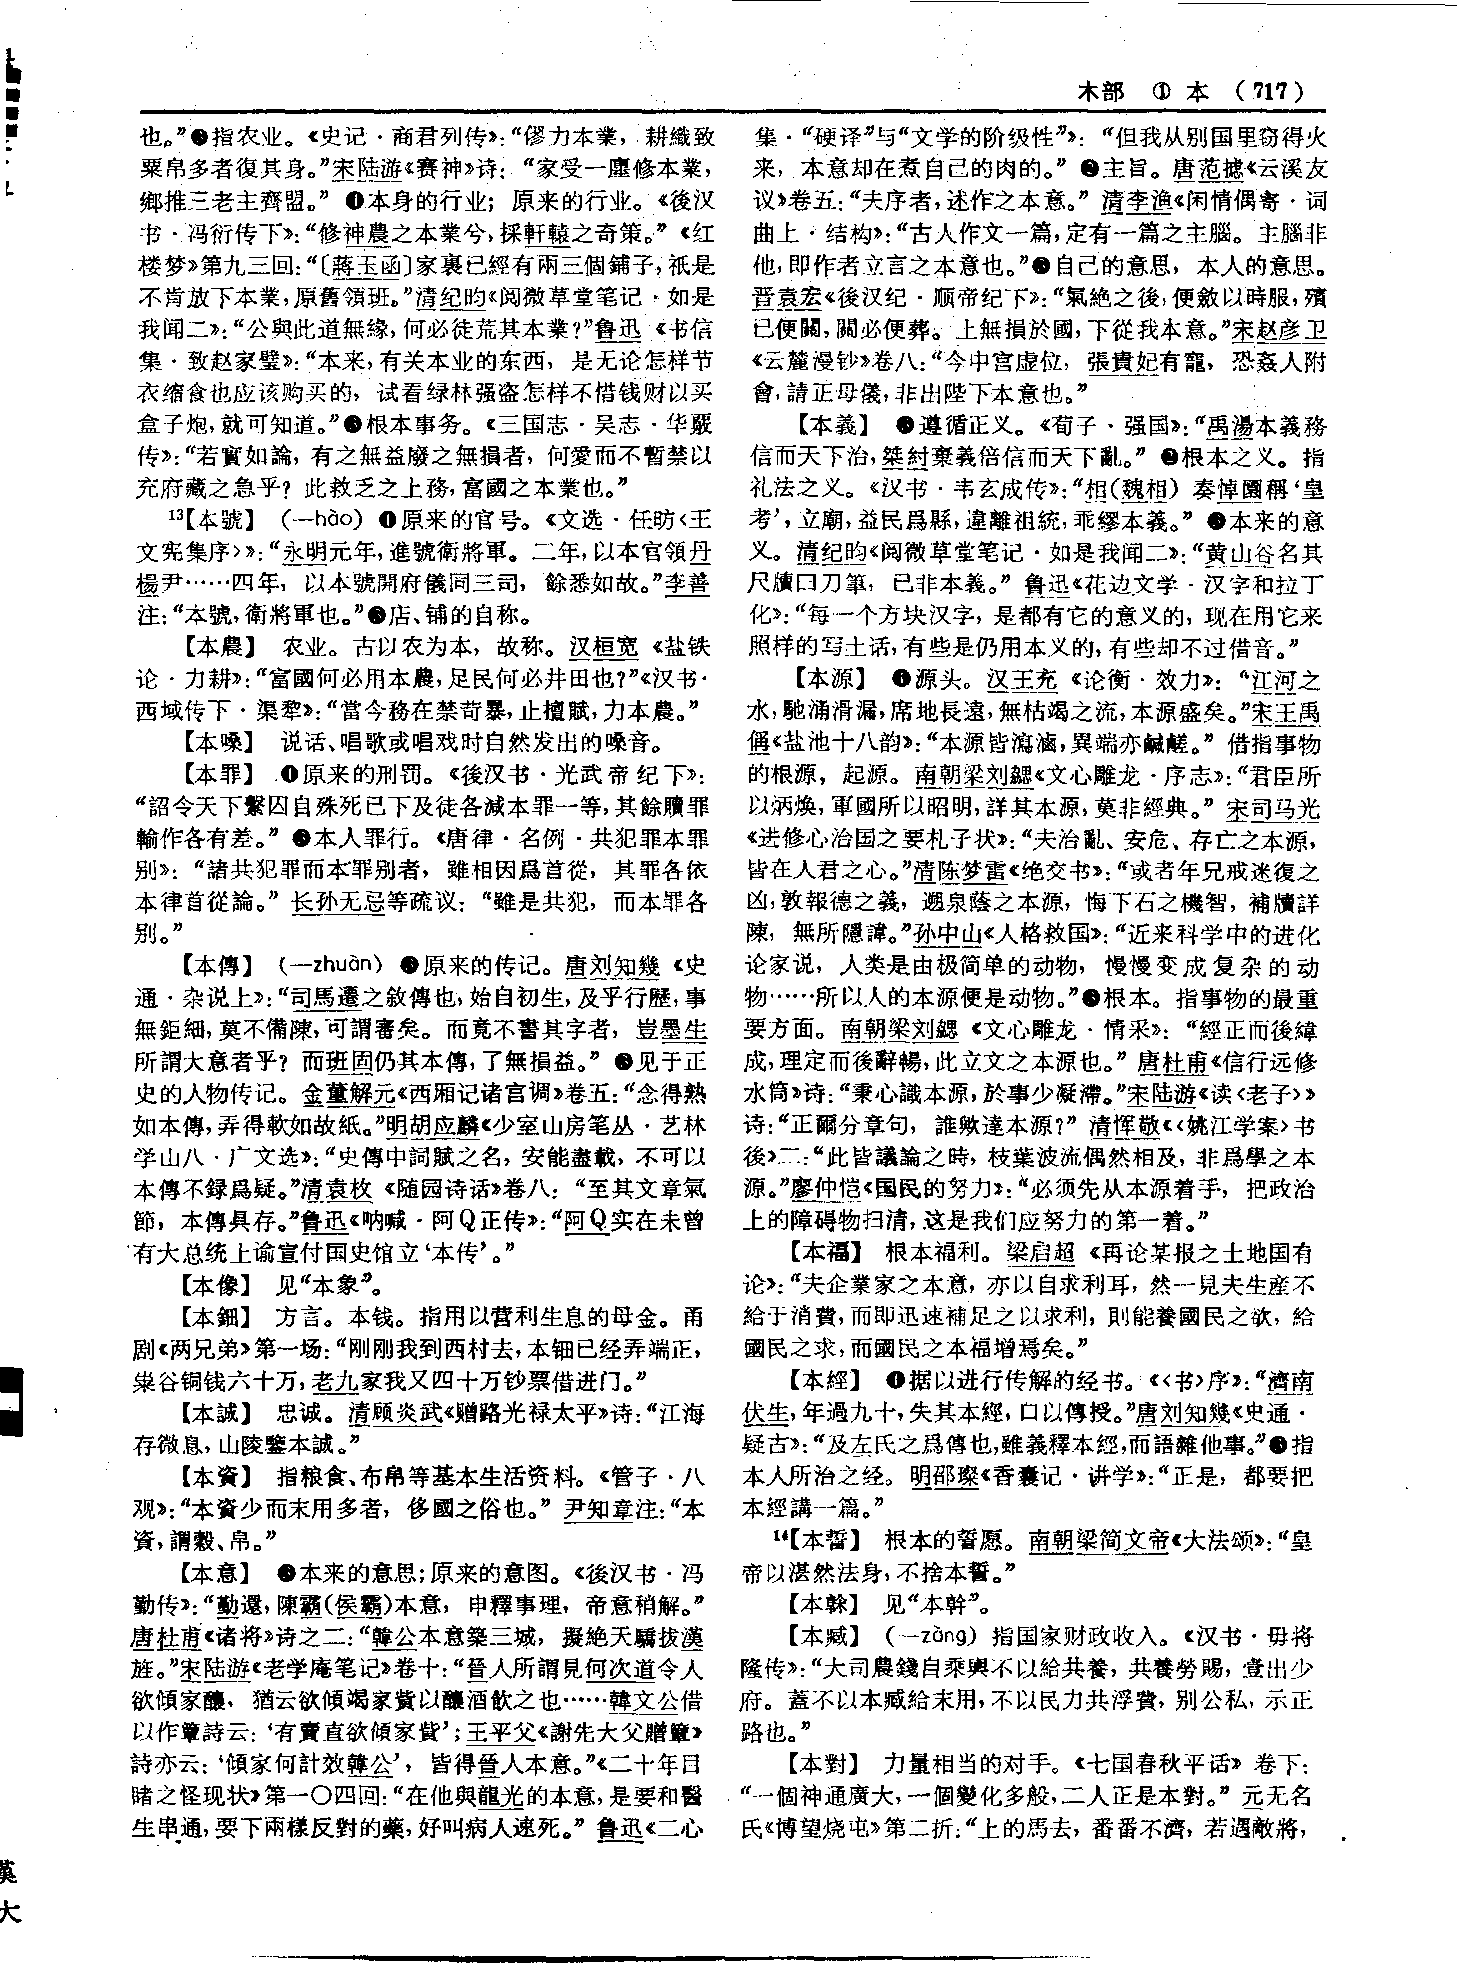 木部 ① 本 (717)
也。”❸指农业。《史记·商君列传》：“僇力本業，耕織致
粟帛多者復其身。”宋陆游《赛神》诗：“家受一廛修本業，
鄉推三老主齊盟。”❹本身的行业；原来的行业。《後汉
书·冯衍传下》：“修神農之本業兮，採軒轅之奇策。”《红
楼梦》第九三回：“〔蔣玉函〕家裏已經有兩三個鋪子，衹是
不肯放下本業，原舊領班。”清纪昀《阅微草堂笔记·如是
我闻二》：“公與此道無緣，何必徒荒其本業？”鲁迅《书信
集·致赵家璧》：“本来，有关本业的东西，是无论怎样节
衣缩食也应该购买的，试看绿林强盗怎样不惜钱财以买
盒子炮，就可知道。”❺根本事务。《三国志·吴志·华覈
传》：“若實如論，有之無益廢之無損者，何愛而不暫禁以
充府藏之急乎？此救乏之上務，富國之本業也。”
13【本號】（—hào）❶原来的官号。《文选·任昉〈王
文宪集序〉》：“永明元年，進號衛將軍。二年，以本官領丹
楊尹……四年，以本號開府儀同三司，餘悉如故。”李善
注：“本號，衛將軍也。”❷店、铺的自称。
【本農】 农业。古以农为本，故称。汉桓宽《盐铁
论·力耕》：“富國何必用本農，足民何必井田也？”《汉书·
西域传下·渠犂》：“當今務在禁苛暴，止擅賦，力本農。”
【本嗓】 说话、唱歌或唱戏时自然发出的嗓音。
【本罪】 ❶原来的刑罚。《後汉书·光武帝纪下》：
“詔令天下繫囚自殊死已下及徒各減本罪一等，其餘贖罪
輸作各有差。”❷本人罪行。《唐律·名例·共犯罪本罪
别》：“諸共犯罪而本罪别者，雖相因爲首從，其罪各依
本律首從論。”长孙无忌等疏议：“雖是共犯，而本罪各
别。”
【本傳】（—zhuàn）❶原来的传记。唐刘知幾《史
通·杂说上》：“司馬遷之敘傳也，始自初生，及乎行歷，事
無鉅細，莫不備陳，可謂審矣。而竟不書其字者，豈墨生
所謂大意者乎？而班固仍其本傳，了無損益。”❷见于正
史的人物传记。金董解元《西厢记诸宫调》卷五：“念得熟
如本傳，弄得軟如故紙。”明胡应麟《少室山房笔丛·艺林
学山八·广文选》：“史傳中詞賦之名，安能盡載，不可以
本傳不録爲疑。”清袁枚《随园诗话》卷八：“至其文章氣
節，本傳具存。”鲁迅《呐喊·阿Q正传》：“阿Q实在未曾
有大总统上谕宣付国史馆立‘本传’。”
【本像】 见“本象”。
【本鈿】 方言。本钱。指用以营利生息的母金。甬
剧《两兄弟》第一场：“刚刚我到西村去，本钿已经弄端正，
粜谷铜钱六十万，老九家我又四十万钞票借进门。”
【本誠】 忠诚。清顾炎武《赠路光禄太平》诗：“江海
存微息，山陵鑒本誠。”
【本資】 指粮食、布帛等基本生活资料。《管子·八
观》：“本資少而末用多者，侈國之俗也。”尹知章注：“本
資，謂穀、帛。”
【本意】 ❶本来的意思；原来的意图。《後汉书·冯
勤传》：“勤還，陳霸（侯霸）本意，申釋事理，帝意稍解。”
唐杜甫《诸将》诗之二：“韓公本意築三城，擬絶天驕拔漢
旌。”宋陆游《老学庵笔记》卷十：“晉人所謂見何次道令人
欲傾家釀，猶云欲傾竭家貲以釀酒飲之也……韓文公借
以作簟詩云：‘有賣直欲傾家貲’；王平父《謝先大父贈簟》
詩亦云：‘傾家何計效韓公’，皆得晉人本意。”《二十年目
睹之怪现状》第一〇四回：“在他與龍光的本意，是要和醫
生串通，要下兩樣反對的藥，好叫病人速死。”鲁迅《二心
集·“硬译”与“文学的阶级性”》：“但我从别国里窃得火
来，本意却在煮自己的肉的。”❷主旨。唐范摅《云溪友
议》卷五：“夫序者，述作之本意。”清李渔《闲情偶寄·词
曲上·结构》：“古人作文一篇，定有一篇之主腦。主腦非
他，即作者立言之本意也。”❸自己的意思，本人的意思。
晋袁宏《後汉纪·顺帝纪下》：“氣絶之後，便斂以時服，殯
已便開，開必便葬。上無損於國，下從我本意。”宋赵彦卫
《云麓漫钞》卷八：“今中宫虚位，張貴妃有寵，恐姦人附
會，請正母儀，非出陛下本意也。”
【本義】 ❶遵循正义。《荀子·强国》：“禹湯本義務
信而天下治，桀紂棄義倍信而天下亂。”❷根本之义。指
礼法之义。《汉书·韦玄成传》：“相（魏相）奏悼園稱‘皇
考’，立廟，益民爲縣，違離祖統，乖繆本義。”❸本来的意
义。清纪昀《阅微草堂笔记·如是我闻二》：“黄山谷名其
尺牘曰刀筆，已非本義。”鲁迅《花边文学·汉字和拉丁
化》：“每一个方块汉字，是都有它的意义的，现在用它来
照样的写土话，有些是仍用本义的，有些却不过借音。”
【本源】 ❶源头。汉王充《论衡·效力》：“江河之
水，馳涌滑漏，席地長遠，無枯竭之流，本源盛矣。”宋王禹
偁《盐池十八韵》：“本源皆瀉滷，異端亦鹹鹺。”借指事物
的根源，起源。南朝梁刘勰《文心雕龙·序志》：“君臣所
以炳焕，軍國所以昭明，詳其本源，莫非經典。”宋司马光
《进修心治国之要札子状》：“夫治亂、安危、存亡之本源，
皆在人君之心。”清陈梦雷《绝交书》：“或者年兄戒迷復之
凶，敦報德之義，遡泉蔭之本源，悔下石之機智，補牘詳
陳，無所隱諱。”孙中山《人格救国》：“近来科学中的进化
论家说，人类是由极简单的动物，慢慢变成复杂的动
物……所以人的本源便是动物。”❷根本。指事物的最重
要方面。南朝梁刘勰《文心雕龙·情采》：“經正而後緯
成，理定而後辭暢，此立文之本源也。”唐杜甫《信行远修
水筒》诗：“秉心識本源，於事少凝滯。”宋陆游《读〈老子〉》
诗：“正爾分章句，誰歟達本源？”清恽敬《〈姚江学案〉书
後》二：“此皆議論之時，枝葉波流偶然相及，非爲學之本
源。”廖仲恺《国民的努力》：“必须先从本源着手，把政治
上的障碍物扫清，这是我们应努力的第一着。”
【本福】 根本福利。梁启超《再论某报之土地国有
论》：“夫企業家之本意，亦以自求利耳，然一見夫生産不
給于消費，而即迅速補足之以求利，則能養國民之欲，給
國民之求，而國民之本福增焉矣。”
【本經】 ❶据以进行传解的经书。《〈书〉序》：“濟南
伏生，年過九十，失其本經，口以傳授。”唐刘知幾《史通·
疑古》：“及左氏之爲傳也，雖義釋本經，而語雜他事。”❷指
本人所治之经。明邵璨《香囊记·讲学》：“正是，都要把
本經講一篇。”
14【本誓】 根本的誓愿。南朝梁简文帝《大法颂》：“皇
帝以湛然法身，不捨本誓。”
【本榦】 见“本幹”。
【本臧】（—zàng）指国家财政收入。《汉书·毋将
隆传》：“大司農錢自乘輿不以給共養，共養勞賜，壹出少
府。蓋不以本臧給末用，不以民力共浮費，别公私，示正
路也。”
【本對】 力量相当的对手。《七国春秋平话》卷下：
“一個神通廣大，一個變化多般，二人正是本對。”元无名
氏《博望烧屯》第二折：“上的馬去，番番不濟，若遇敵將，